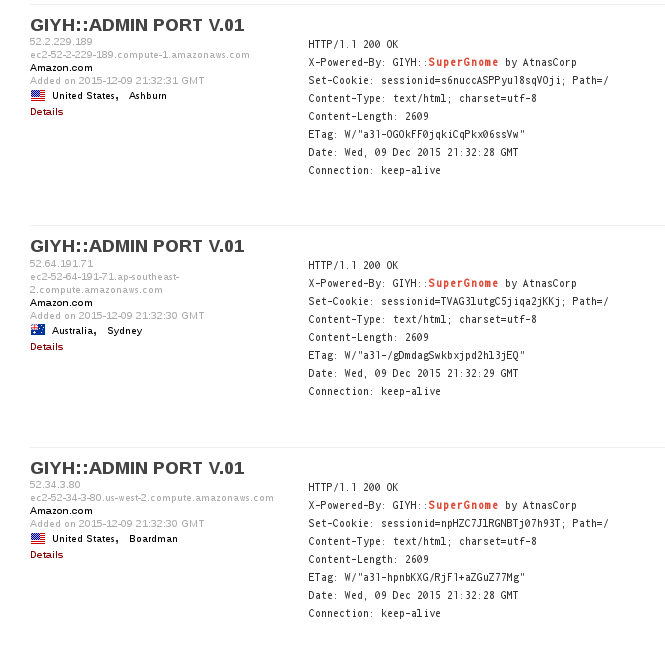 GIYH::ADMIN PORT V.01
52.2.229.189
ec2-52-2-229-189.compute-1.amazonaws.com
Amazon.com
Added on 2015-12-09 21:32:31 GMT
United States, Ashburn
Details
HTTP/1.1 200 OK
X-Powered-By: GIYH::SuperGnome by AtnasCorp
Set-Cookie: sessionid=s6nuccASPPyu18sqVOji; Path=/
Content-Type: text/html; charset=utf-8
Content-Length: 2609
ETag: W/"a31-OGOkFF0jqkiCqPkx06ssVw"
Date: Wed, 09 Dec 2015 21:32:28 GMT
Connection: keep-alive
GIYH::ADMIN PORT V.01
52.64.191.71
ec2-52-64-191-71.ap-southeast-
2.compute.amazonaws.com
Amazon.com
Added on 2015-12-09 21:32:30 GMT
Australia, Sydney
Details
HTTP/1.1 200 OK
X-Powered-By: GIYH::SuperGnome by AtnasCorp
Set-Cookie: sessionid=TVAG3lutgC5jiqa2jKKj; Path=/
Content-Type: text/html; charset=utf-8
Content-Length: 2609
ETag: W/"a31-/gDmdagSwkbxjpd2hl3jEQ"
Date: Wed, 09 Dec 2015 21:32:29 GMT
Connection: keep-alive
GIYH::ADMIN PORT V.01
52.34.3.80
ec2-52-34-3-80.us-west-2.compute.amazonaws.com
Amazon.com
Added on 2015-12-09 21:32:30 GMT
United States, Boardman
Details
HTTP/1.1 200 OK
X-Powered-By: GIYH::SuperGnome by AtnasCorp
Set-Cookie: sessionid=npHZC7J1RGNBTj07h93T; Path=/
Content-Type: text/html; charset=utf-8
Content-Length: 2609
ETag: W/"a31-hpnbKXG/RjF1+aZGuZ77Mg"
Date: Wed, 09 Dec 2015 21:32:28 GMT
Connection: keep-alive